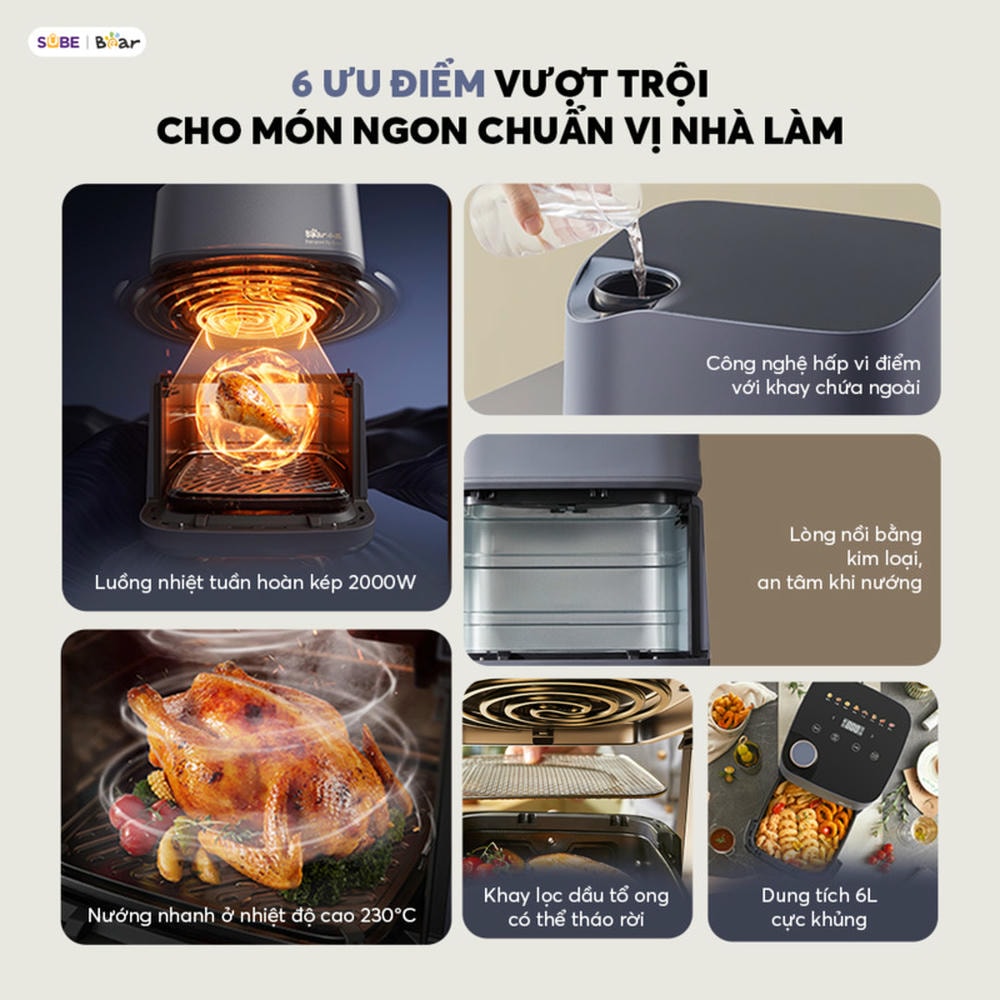 SUBE | Bear
6 ƯU ĐIỂM VƯỢT TRỘI
CHO MÓN NGON CHUẨN VỊ NHÀ LÀM
Bear
Luồng nhiệt tuần hoàn kép 2000W
Công nghệ hấp vi điểm
với khay chứa ngoài
Lòng nồi bằng
kim loại,
an tâm khi nướng
Nướng nhanh ở nhiệt độ cao 230°C
Khay lọc dầu tổ ong
có thể tháo rời
Dung tích 6L
cực khủng